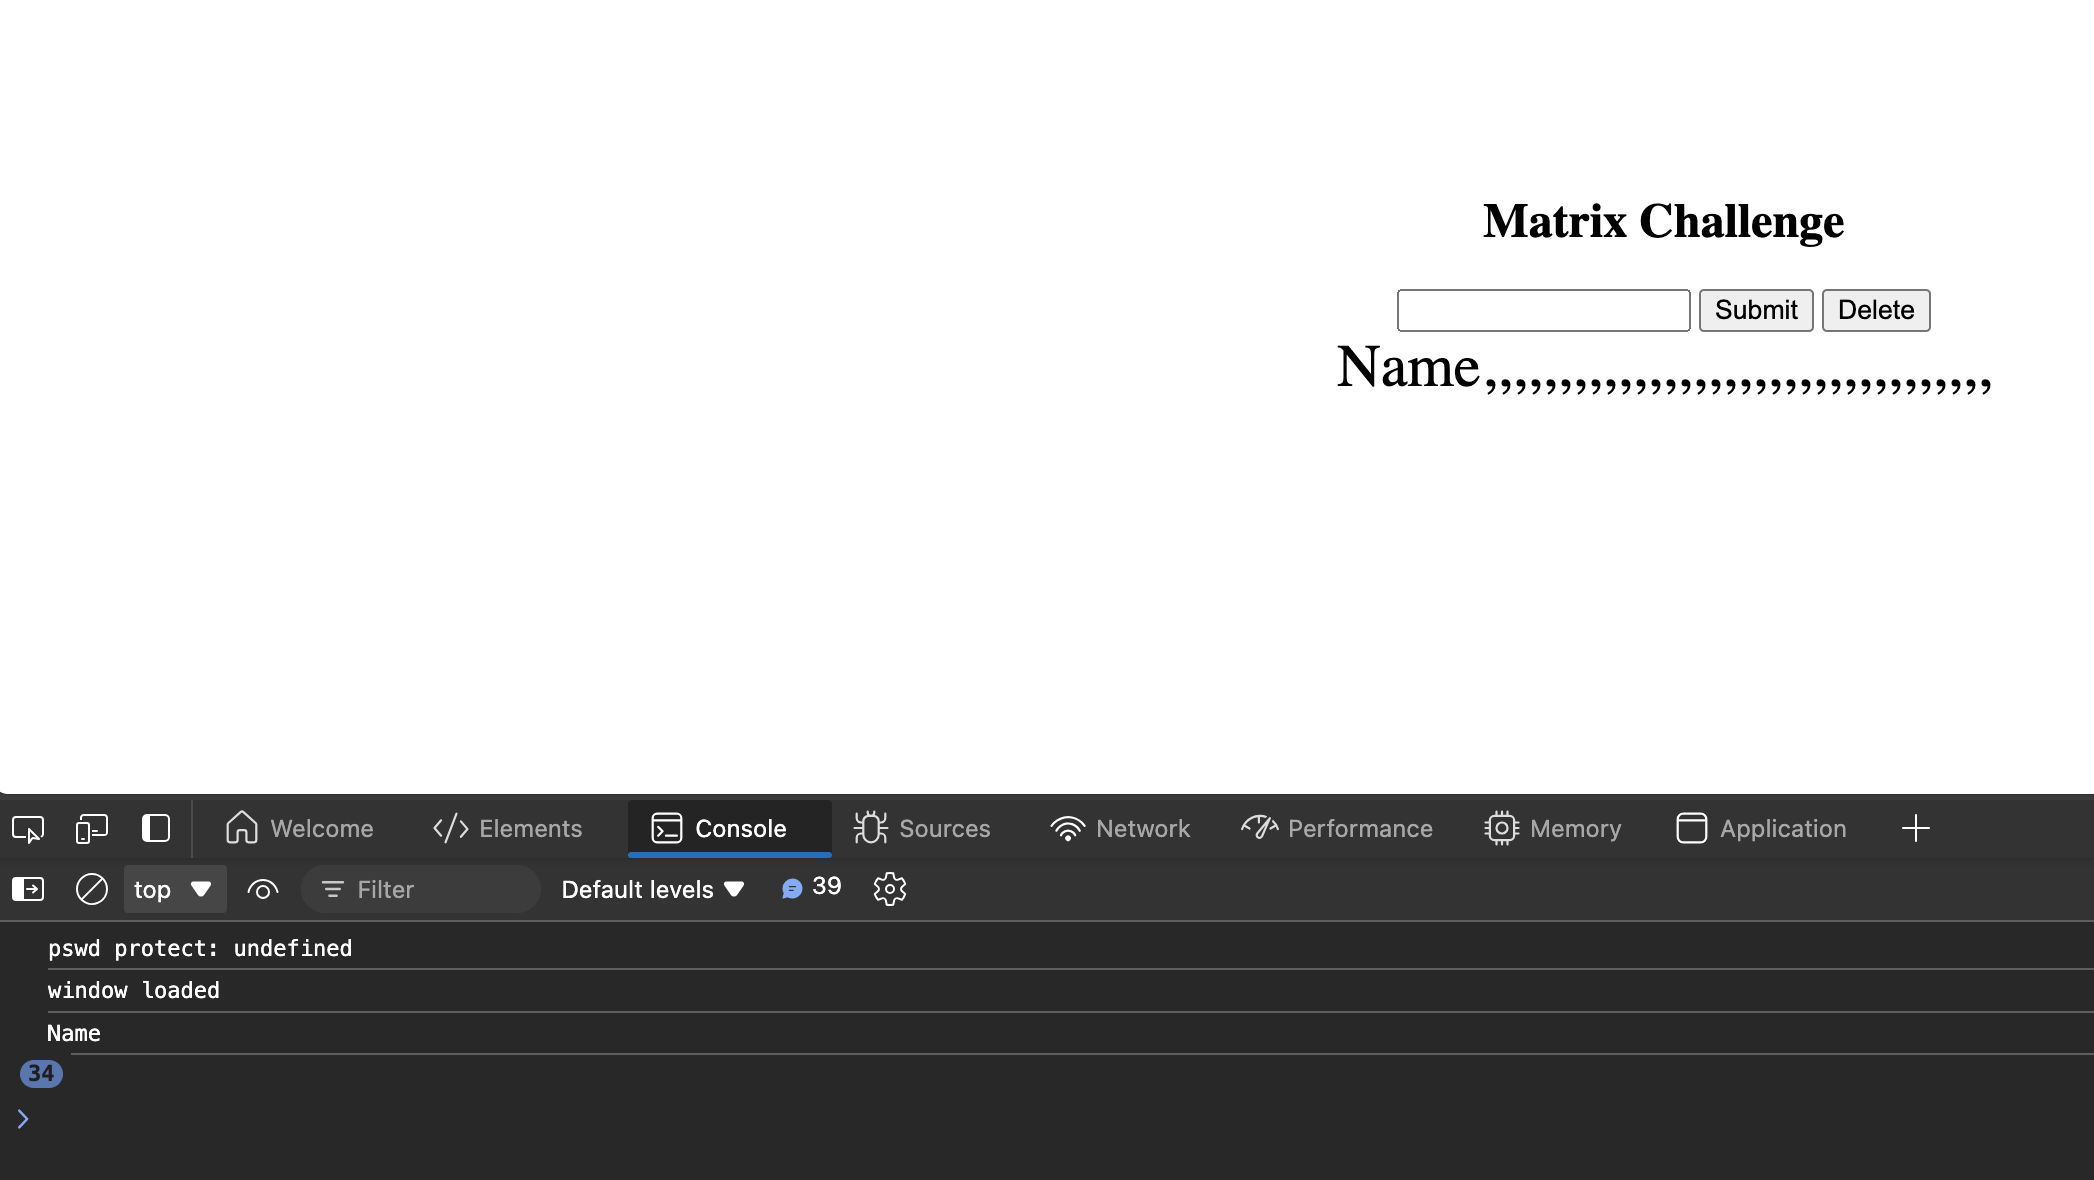 Matrix Challenge
Submit Delete
Name,,,,,,,,,,,,,,,,,,,,,,,,,,,,,,,,,,
Welcome </> Elements Console Sources Network Performance Memory Application
top Filter Default levels 39
pswd protect: undefined
window loaded
Name
34